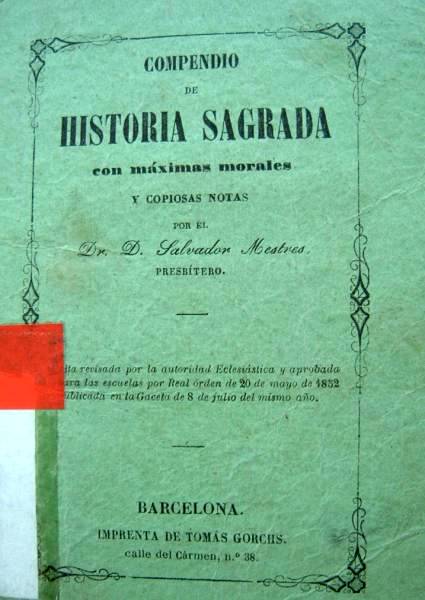 COMPENDIO
DE
HISTORIA SAGRADA
con máximas morales
Y COPIOSAS NOTAS
POR EL
Dr. D. Salvador Mestres.
PRESBÍTERO.
revisada por la autoridad Eclesiástica y aprobada
las escuelas por Real órden de 20 de mayo de 1852
en la Gaceta de 8 de julio del mismo año.
BARCELONA.
IMPRENTA DE TOMÁS GORCHS.
calle del Cármen, n.º 38.